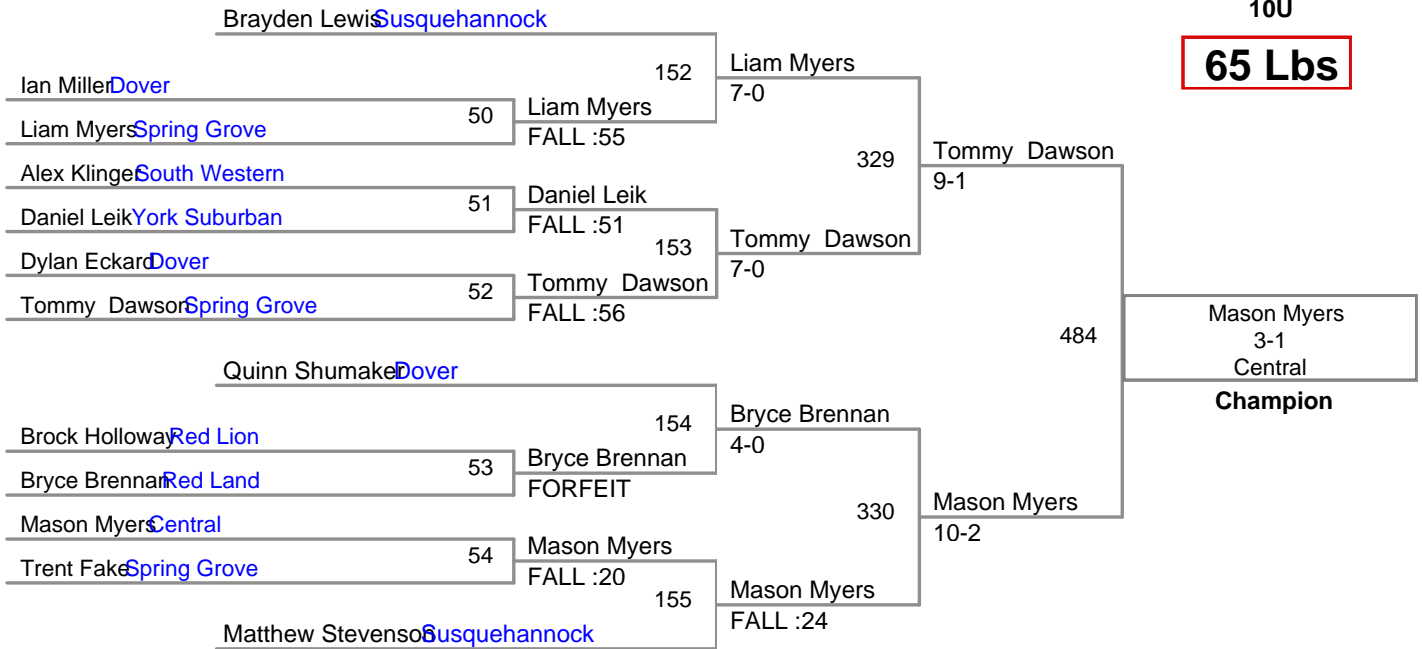 10U
65 Lbs
Brayden Lewis Susquehannock
152
Liam Myers
7-0
Ian Miller Dover
50
Liam Myers
FALL :55
Liam Myers Spring Grove
329
Tommy  Dawson
9-1
Alex Klinger South Western
51
Daniel Leik
FALL :51
Daniel Leik York Suburban
153
Tommy  Dawson
7-0
Dylan Eckard Dover
52
Tommy  Dawson
FALL :56
Tommy  Dawson Spring Grove
484
Mason Myers
3-1
Central
Champion
Quinn Shumaker Dover
154
Bryce Brennan
4-0
Brock Holloway Red Lion
53
Bryce Brennan
FORFEIT
Bryce Brennan Red Land
330
Mason Myers
10-2
Mason Myers Central
54
Mason Myers
FALL :20
Trent Fake Spring Grove
155
Mason Myers
FALL :24
Matthew Stevenson Susquehannock